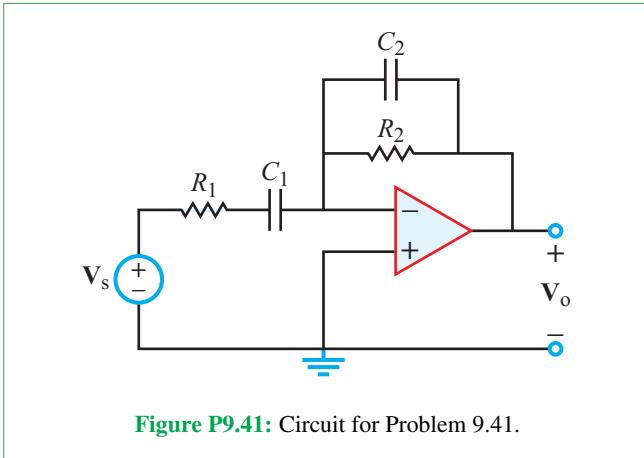 C2
R2
R1
C1
−
+
+
−
Vs
+
Vo
−
Figure P9.41: Circuit for Problem 9.41.